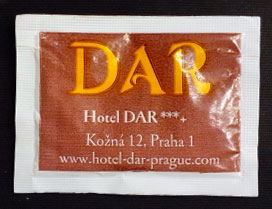 DAR
Hotel DAR ***+
Kožná 12, Praha 1
www.hotel-dar-prague.com